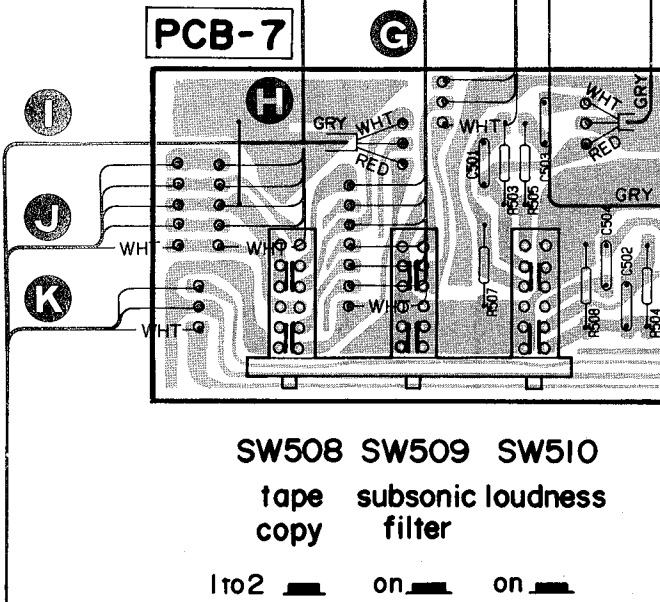 PCB-7
G
H
I
GRY
WHT
RED
WHT
WHT
GRY
RED
C501
R503
R505
C503
GRY
J
WHT
WHT
C504
C502
K
WHT
WHT
R507
R508
R504
SW508 SW509 SW510
tape subsonic loudness
copy filter
1 to 2 on on